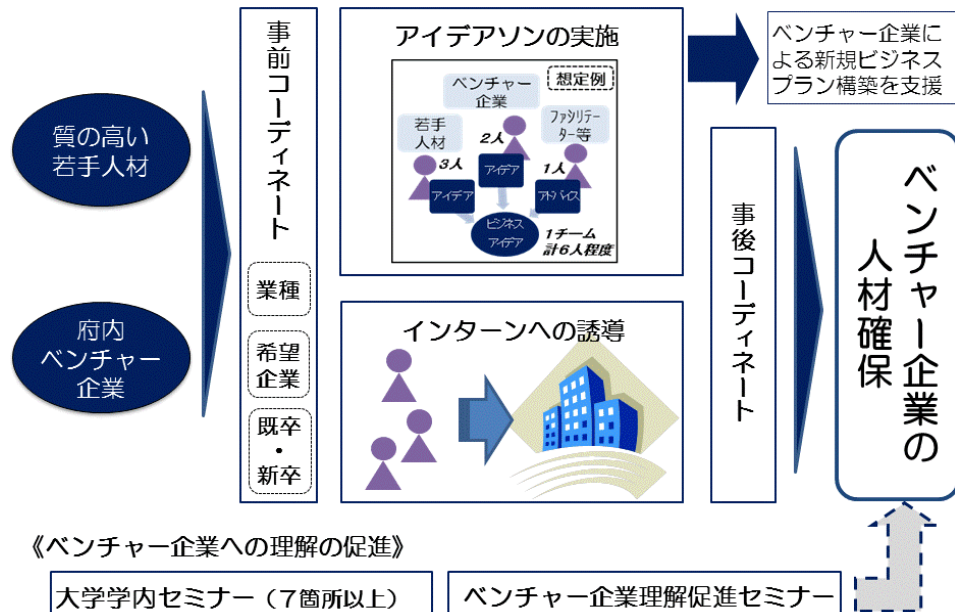 質の高い
若手人材
府内
ベンチャー
企業
事前コーディネート
業種
希望
企業
既卒
・
新卒
アイデアソンの実施
想定例
ベンチャー
企業
若手
人材
ファシリテー
ター等
3人
2人
1人
アイデア
アイデア
アドバイス
ビジネス
アイデア
1チーム
計6人程度
インターンへの誘導
事後コーディネート
ベンチャー企業に
よる新規ビジネス
プラン構築を支援
ベンチャー企業の
人材確保
《ベンチャー企業への理解の促進》
大学学内セミナー(7箇所以上)
ベンチャー企業理解促進セミナー